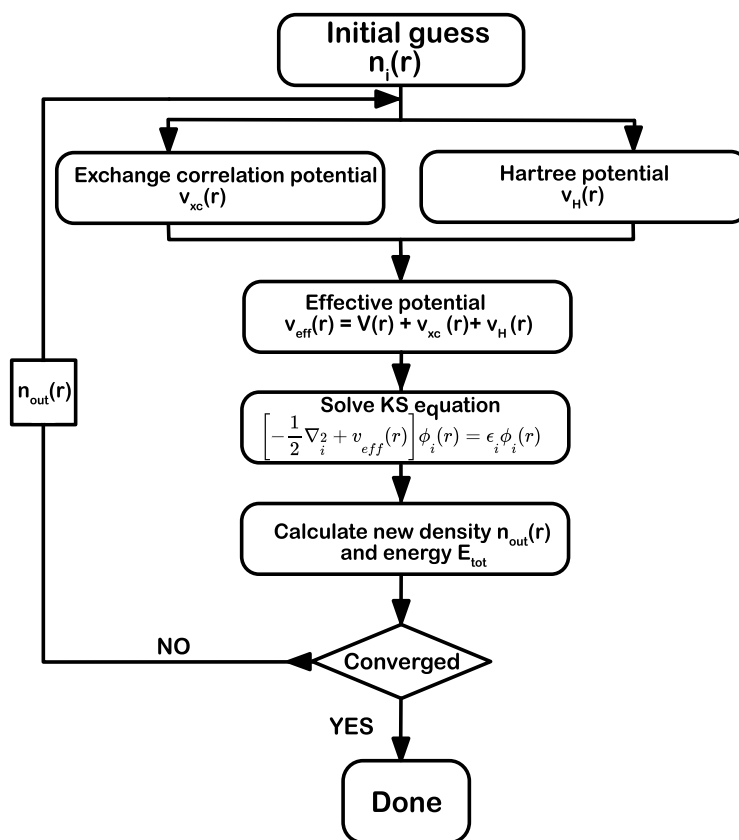 Initial guess
n_i(r)
Exchange correlation potential
v_xc(r)
Hartree potential
v_H(r)
Effective potential
v_eff(r) = V(r) + v_xc (r)+ v_H (r)
n_out(r)
Solve KS equation
[-1/2 ∇_i^2 + v_eff(r)] ϕ_i(r) = ϵ_i ϕ_i(r)
Calculate new density n_out(r)
and energy E_tot
NO
Converged
YES
Done